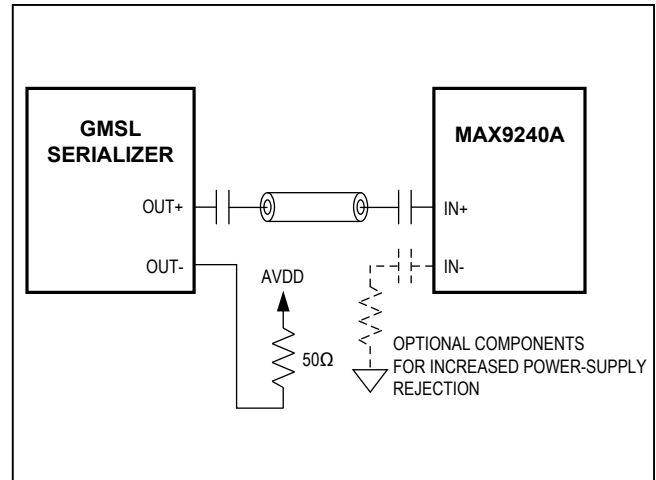 GMSL
SERIALIZER
MAX9240A
OUT+
IN+
OUT-
IN-
AVDD
50Ω
OPTIONAL COMPONENTS
FOR INCREASED POWER-SUPPLY
REJECTION